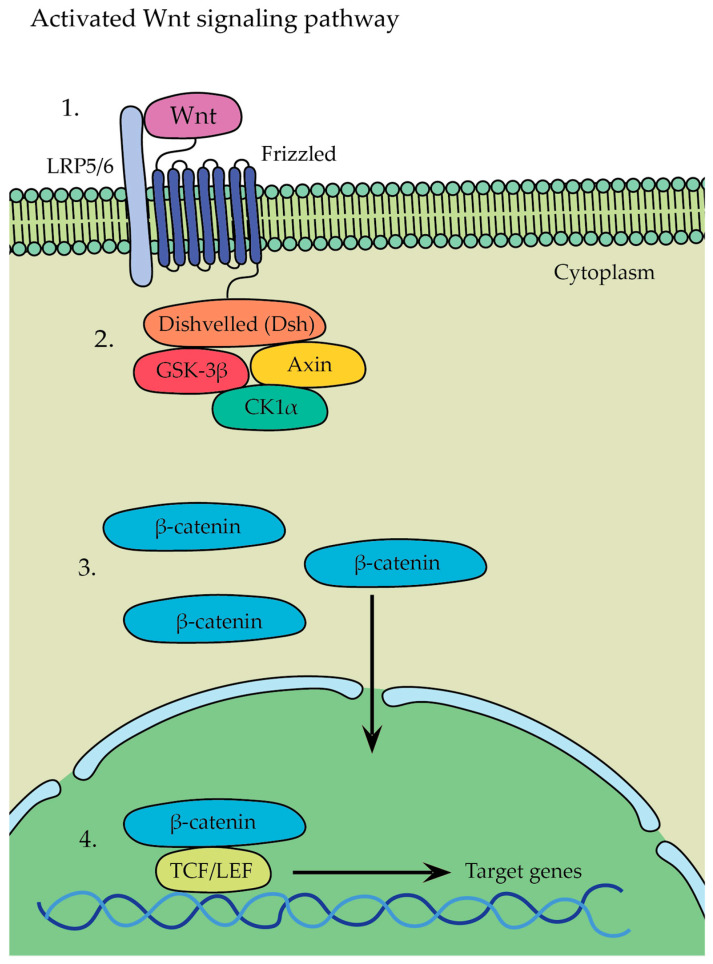 Activated Wnt signaling pathway
1.
Wnt
LRP5/6
Frizzled
Cytoplasm
2.
Dishvelled (Dsh)
GSK-3β
Axin
CK1α
3.
β-catenin
β-catenin
β-catenin
4.
β-catenin
TCF/LEF
Target genes